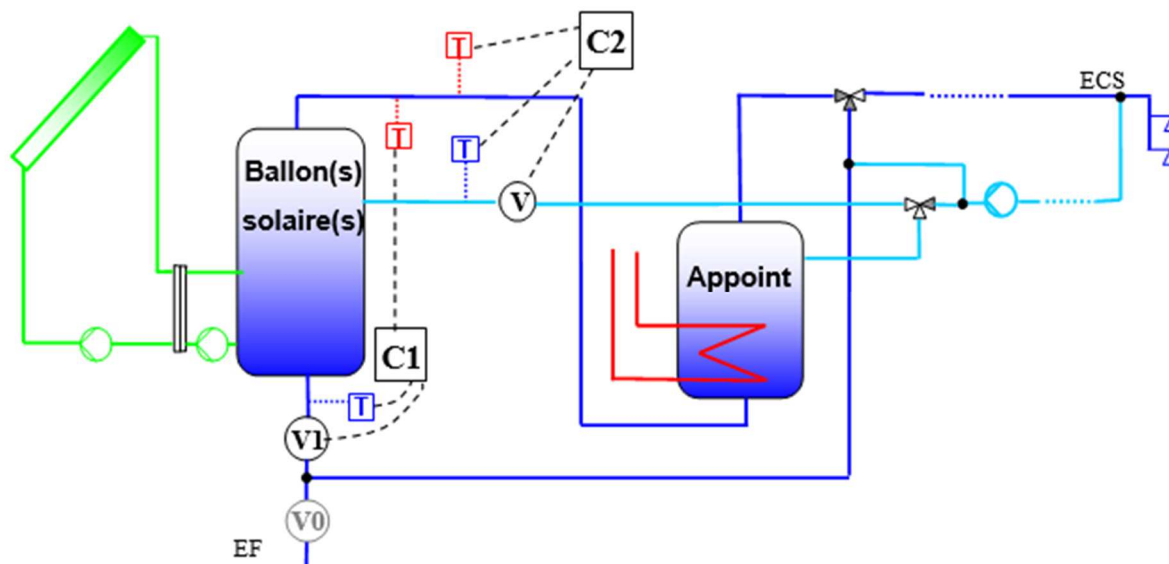 T
C2
ECS
T
T
Ballon(s)
solaire(s)
V
Appoint
C1
T
V1
V0
EF